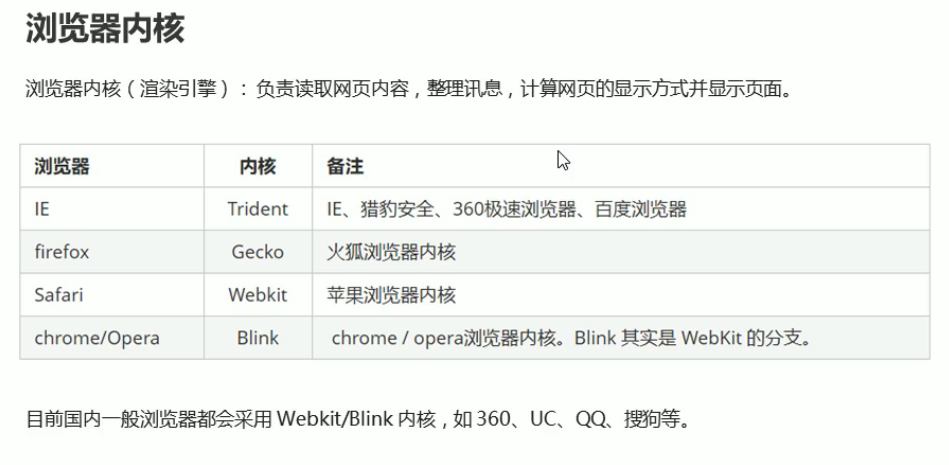 浏览器内核
浏览器内核（渲染引擎）：负责读取网页内容，整理讯息，计算网页的显示方式并显示页面。
浏览器 内核 备注
IE Trident IE、猎豹安全、360极速浏览器、百度浏览器
firefox Gecko 火狐浏览器内核
Safari Webkit 苹果浏览器内核
chrome/Opera Blink chrome / opera浏览器内核。Blink 其实是 WebKit 的分支。
目前国内一般浏览器都会采用 Webkit/Blink 内核，如 360、UC、QQ、搜狗等。